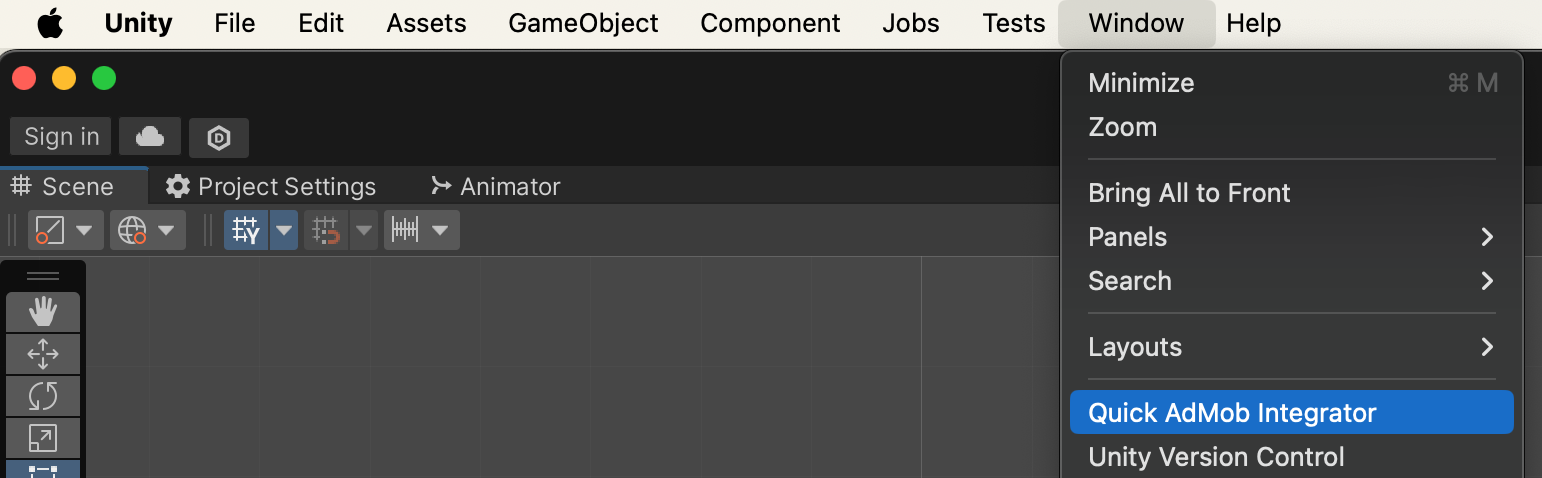 Unity File Edit Assets GameObject Component Jobs Tests Window Help
Minimize ⌘ M
Zoom
Sign in
Scene Project Settings Animator
Bring All to Front
Panels
Search
Layouts
Quick AdMob Integrator
Unity Version Control